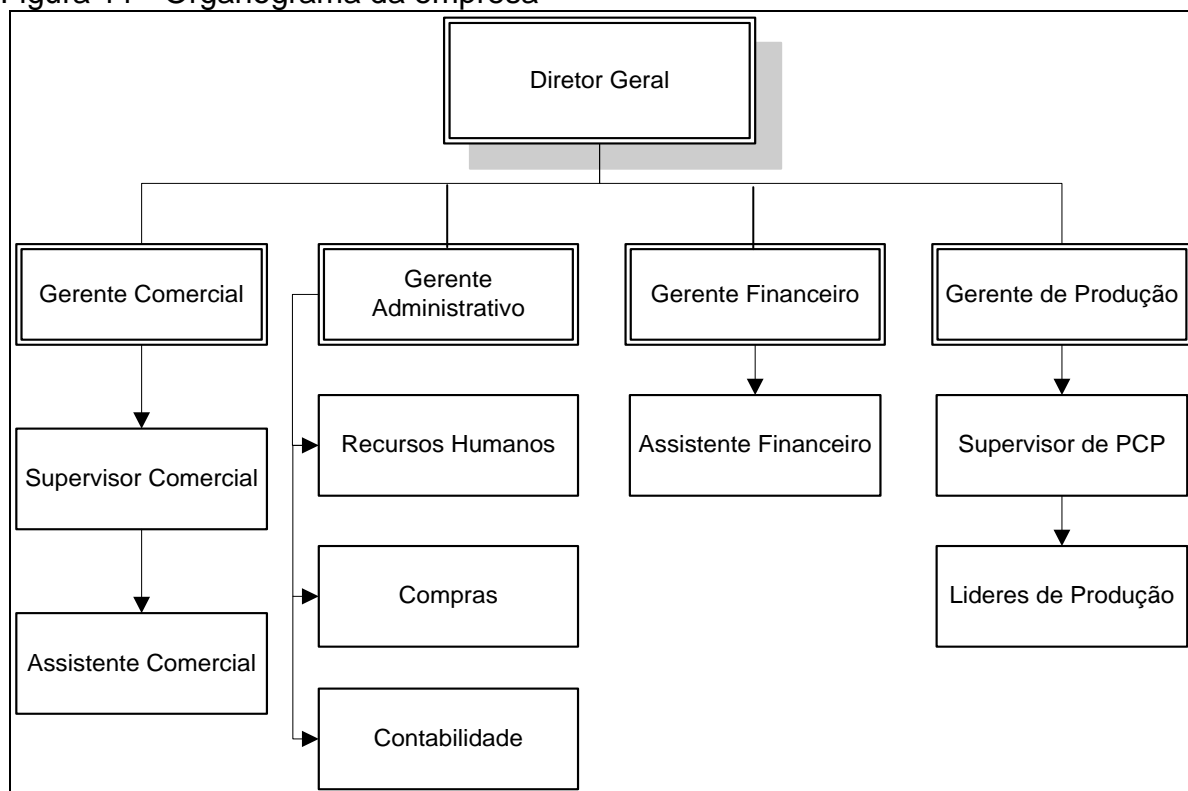 Organograma da empresa
Diretor Geral
Gerente Comercial
Gerente
Administrativo
Gerente Financeiro
Gerente de Produção
Recursos Humanos
Assistente Financeiro
Supervisor de PCP
Supervisor Comercial
Compras
Lideres de Produção
Assistente Comercial
Contabilidade